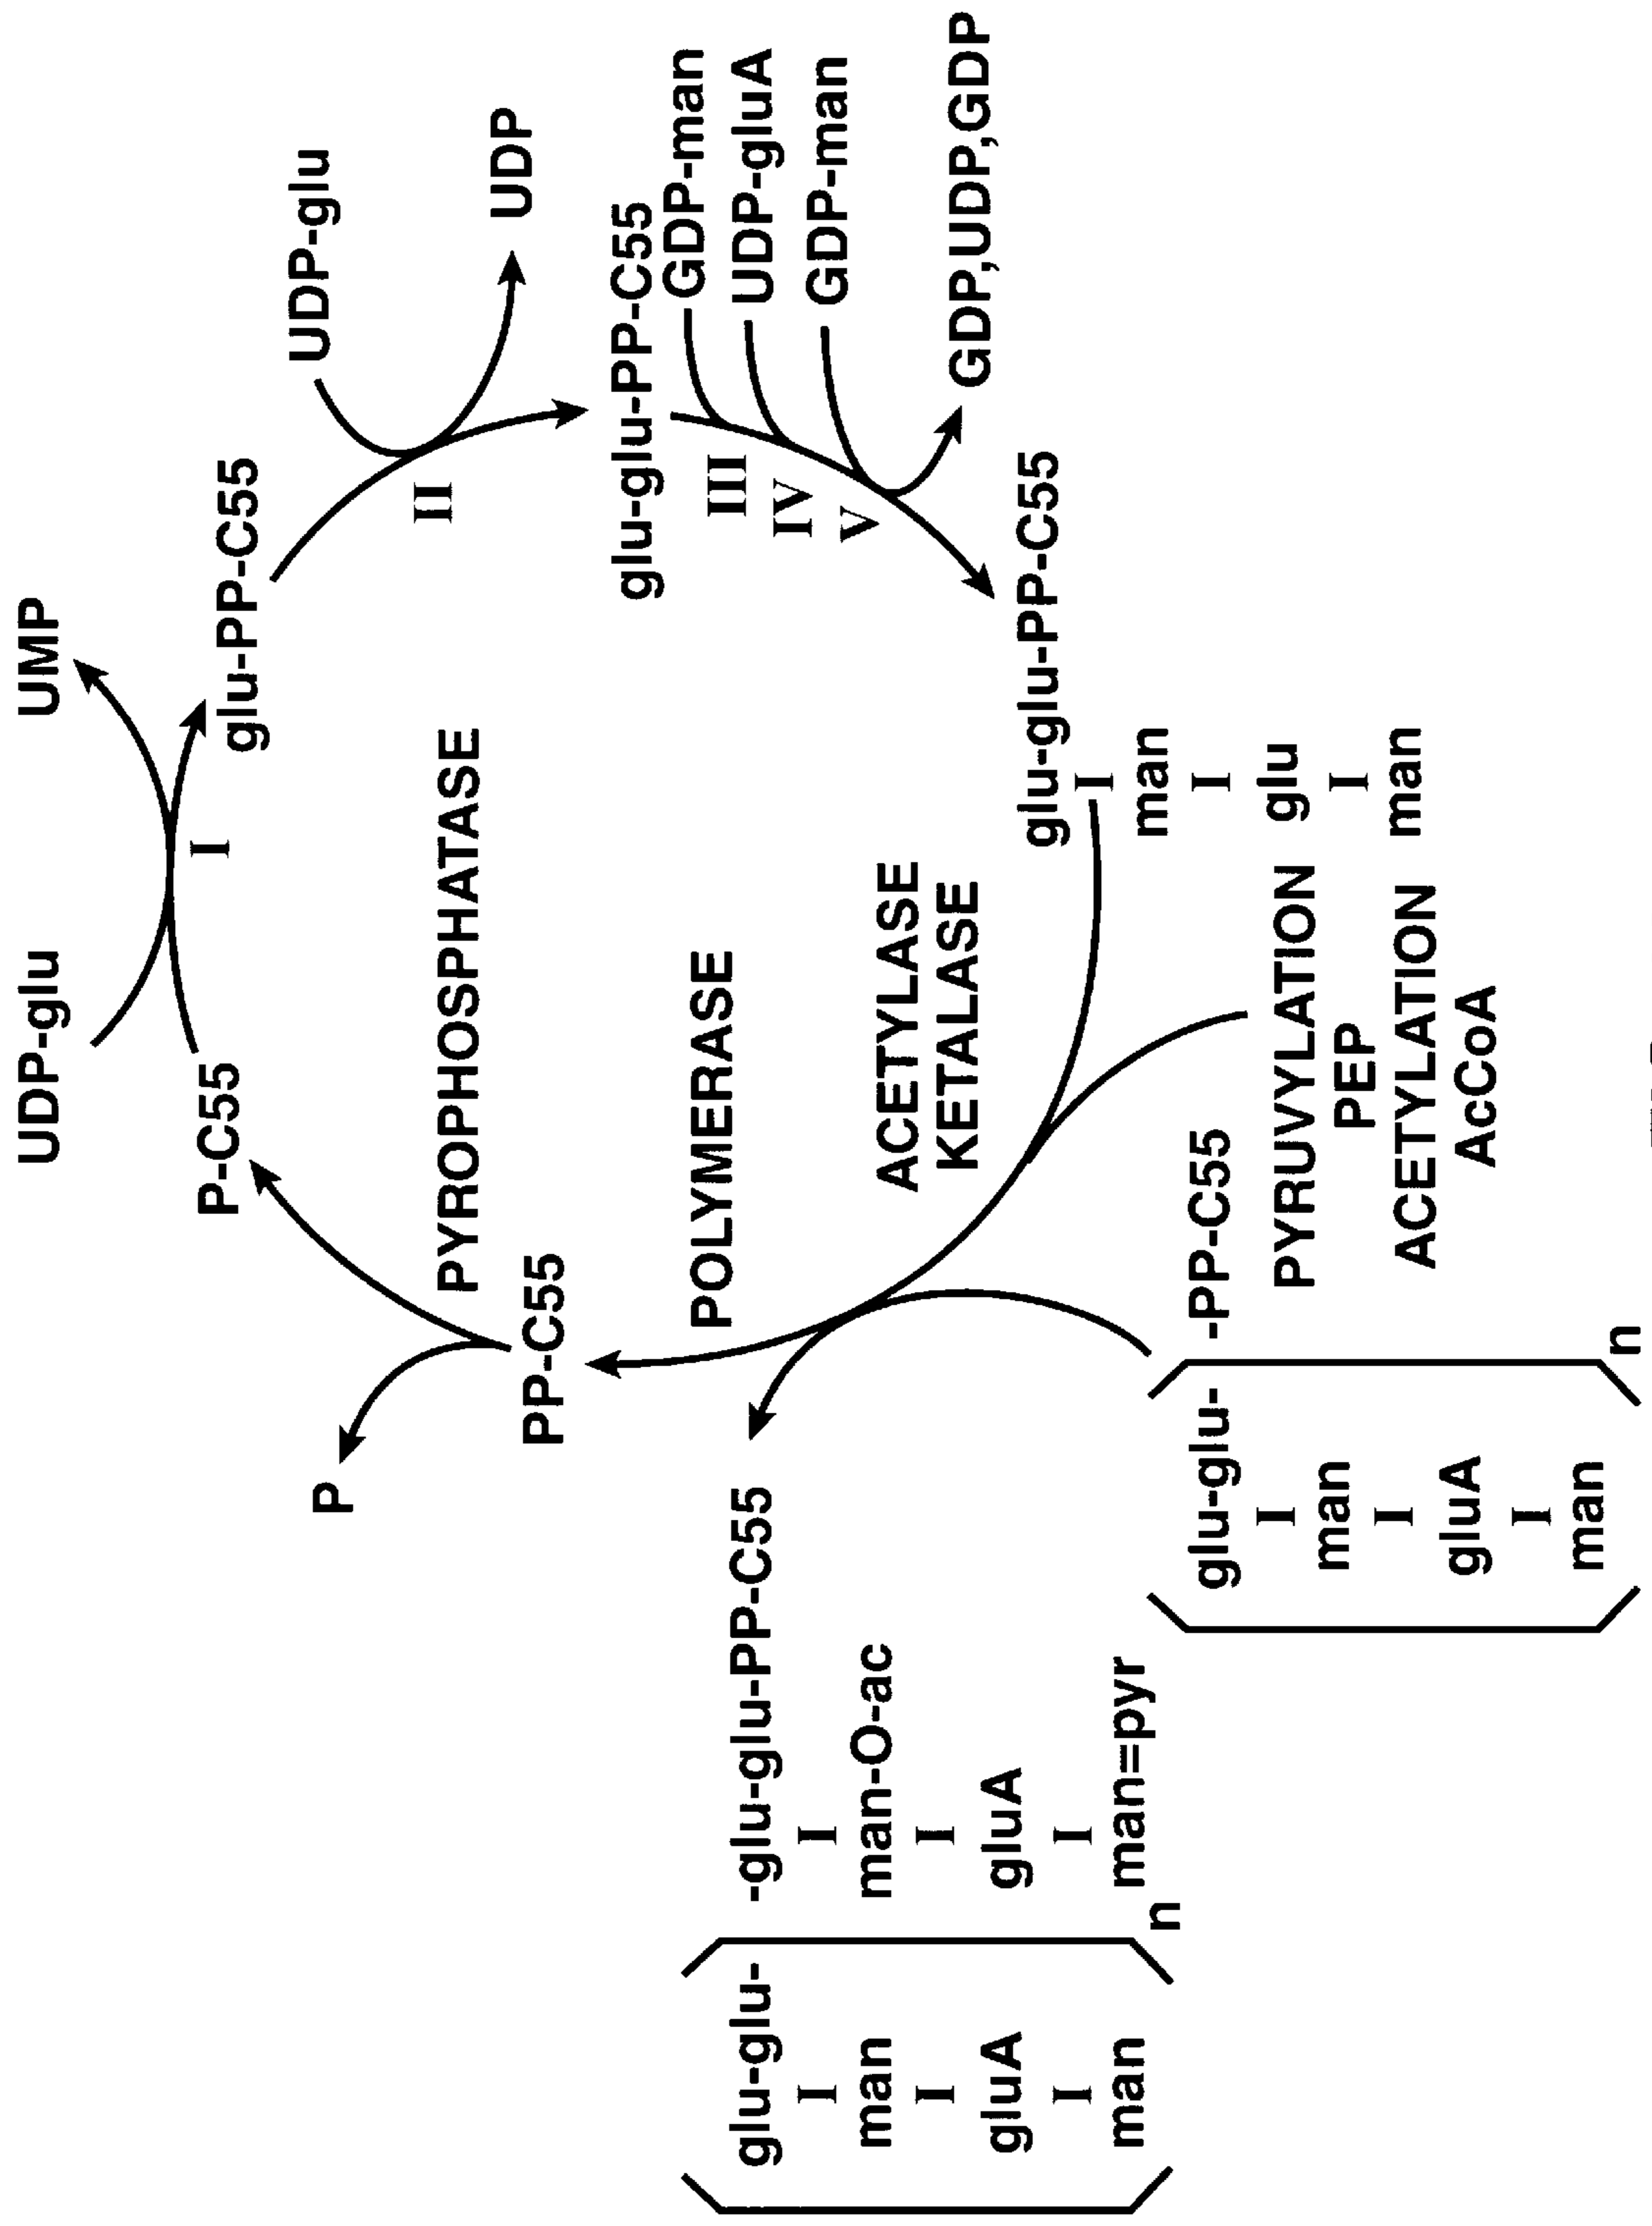 UDP-glu
UMP
P-C55
I
glu-PP-C55
UDP-glu
II
UDP
P
PYROPHOSPHATASE
PP-C55
glu-glu-PP-C55
GDP-man
III
UDP-gluA
IV
GDP-man
V
GDP,UDP,GDP
POLYMERASE
ACETYLASE
KETALASE
glu-glu-PP-C55
I
man
I
glu
I
man
PYRUVYLATION
PEP
ACETYLATION
AcCoA
glu-glu- -glu-glu-PP-C55
I I
man man-O-ac
I I
gluA gluA
I I
man man=pyr
n
glu-glu- -PP-C55
I
man
I
gluA
I
man
n